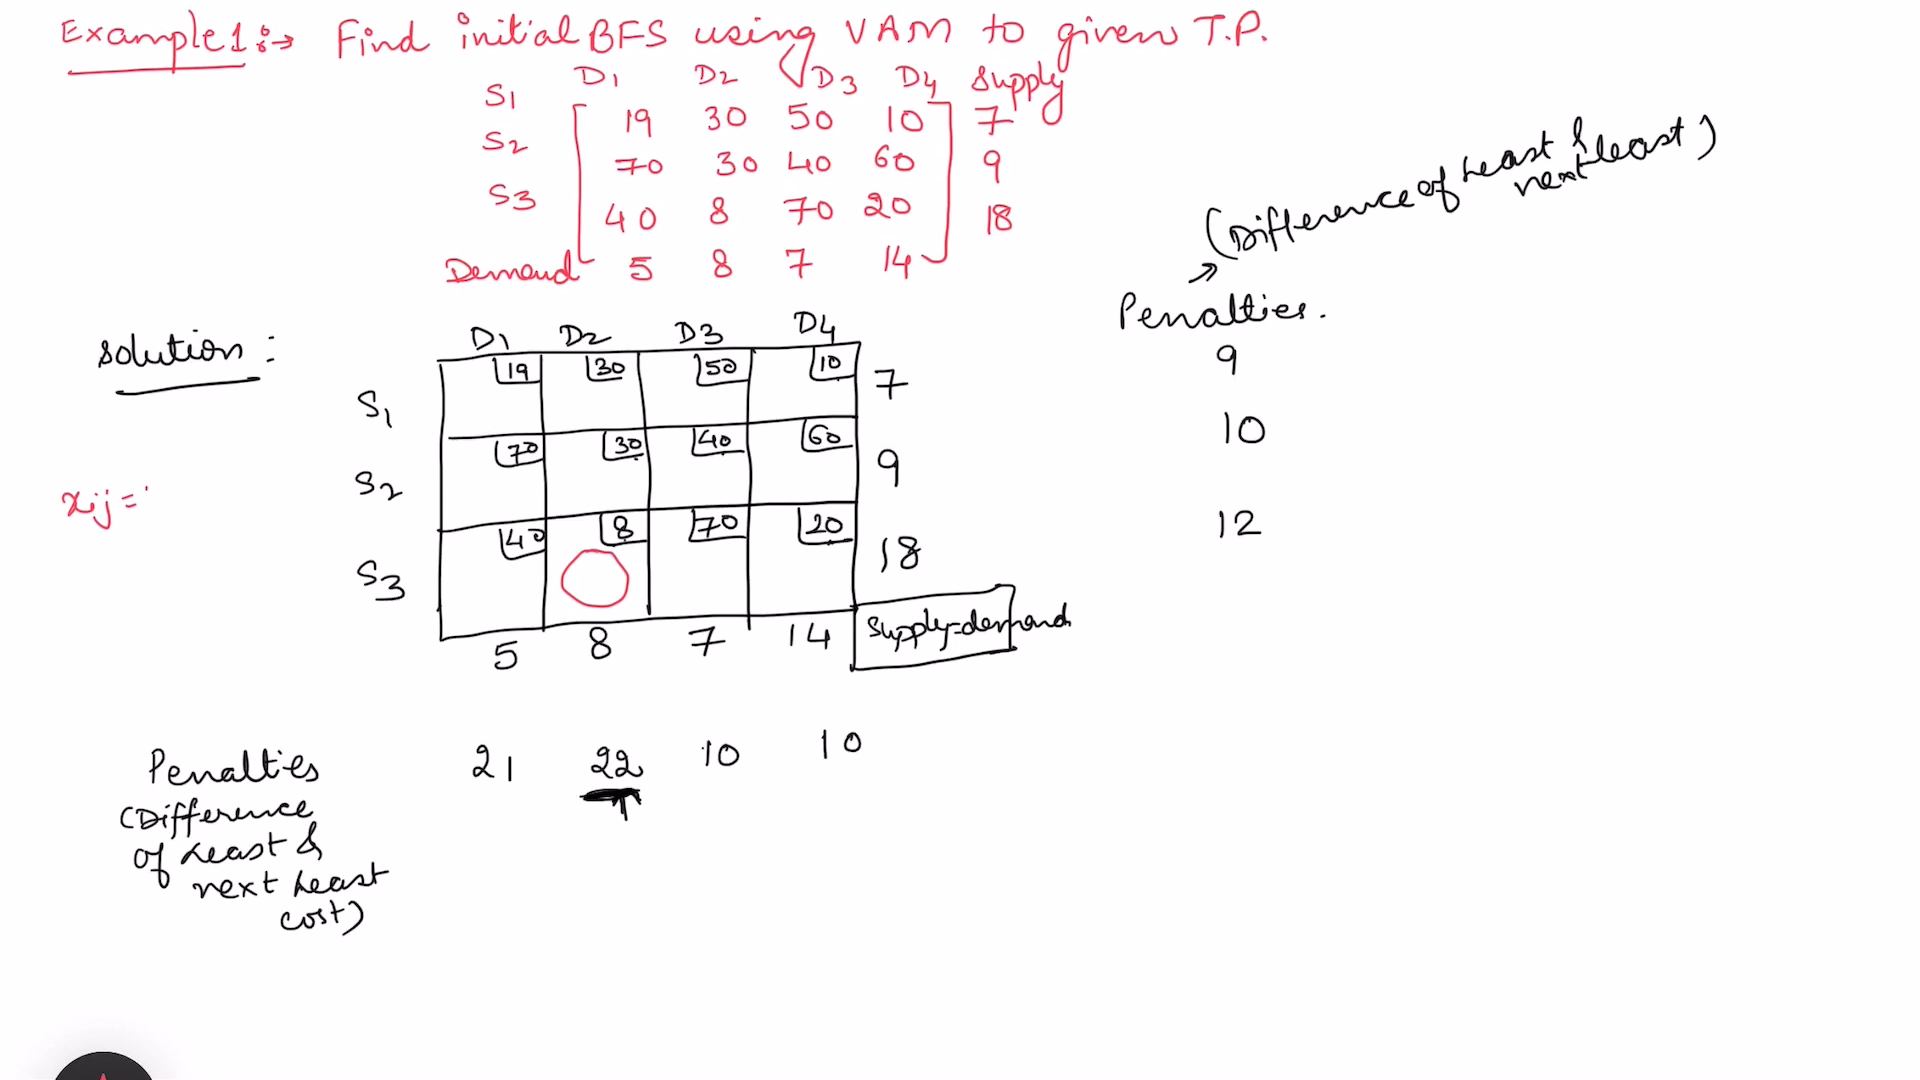 Example1:→ Find initial BFS using VAM to given T.P.
D1 D2 D3 D4 Supply
S1 19 30 50 10 7
S2 70 30 40 60 9
S3 40 8 70 20 18
Demand 5 8 7 14
(Difference of Least & next least)
Penalties.
Solution:
D1 D2 D3 D4
S1 19 30 50 10 7 9
S2 70 30 40 60 9 10
xij=
S3 40 8 70 20 18 12
5 8 7 14 Supply=demand
Penalties 21 22 10 10
(Difference
of Least &
next Least
cost)